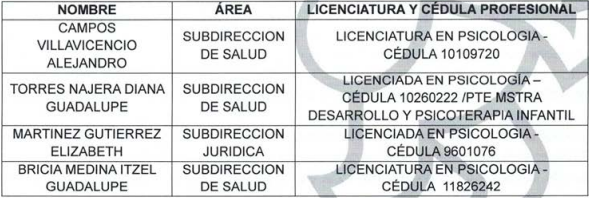 NOMBRE ÁREA LICENCIATURA Y CÉDULA PROFESIONAL
CAMPOS
VILLAVICENCIO
ALEJANDRO
SUBDIRECCION
DE SALUD
LICENCIATURA EN PSICOLOGIA -
CÉDULA 10109720
TORRES NAJERA DIANA
GUADALUPE
SUBDIRECCION
DE SALUD
LICENCIADA EN PSICOLOGÍA –
CÉDULA 10260222 /PTE MSTRA
DESARROLLO Y PSICOTERAPIA INFANTIL
MARTINEZ GUTIERREZ
ELIZABETH
SUBDIRECCION
JURIDICA
LICENCIADA EN PSICOLOGIA -
CÉDULA 9601076
BRICIA MEDINA ITZEL
GUADALUPE
SUBDIRECCION
DE SALUD
LICENCIATURA EN PSICOLOGIA -
CÉDULA 11826242